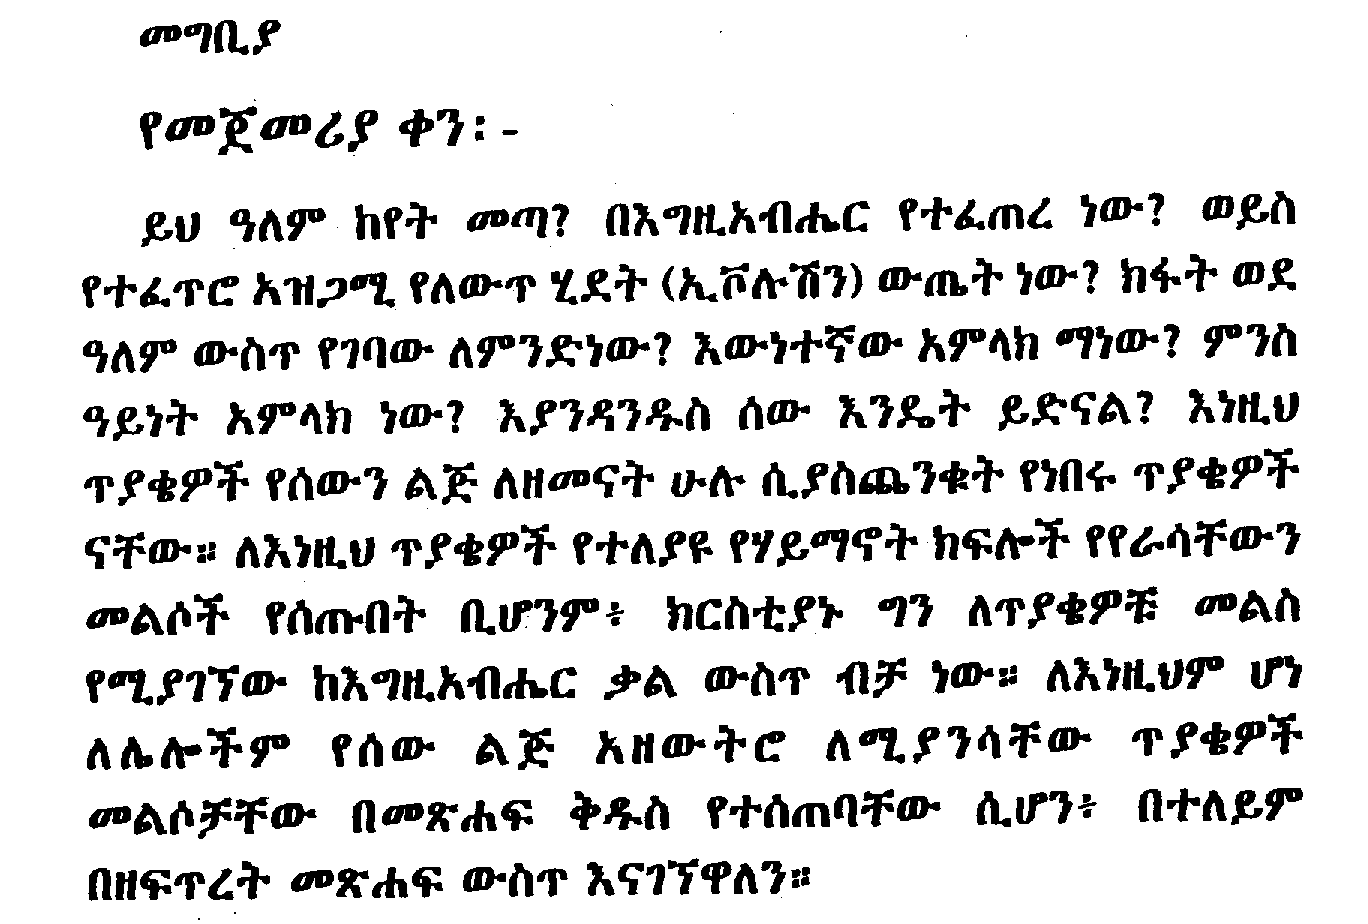 መግቢያ
የመጀመሪያ ቀን፡-
ይህ ዓለም ከየት መጣ? በእግዚአብሔር የተፈጠረ ነው? ወይስ
የተፈጥሮ አዝጋሚ የለውጥ ሂደት (ኢቮሉሽን) ውጤት ነው? ክፋት ወደ
ዓለም ውስጥ የገባው ለምንድነው? እውነተኛው አምላክ ማነው? ምንስ
ዓይነት አምላክ ነው? እያንዳንዱስ ሰው እንዴት ይድናል? እነዚህ
ጥያቄዎች የሰውን ልጅ ለዘመናት ሁሉ ሲያስጨንቁት የነበሩ ጥያቄዎች
ናቸው። ለእነዚህ ጥያቄዎች የተለያዩ የሃይማኖት ክፍሎች የየራሳቸውን
መልሶች የሰጡበት ቢሆንም፥ ክርስቲያኑ ግን ለጥያቄዎቹ መልስ
የሚያገኘው ከእግዚአብሔር ቃል ውስጥ ብቻ ነው። ለእነዚህም ሆነ
ለሌሎችም የሰው ልጅ አዘውትሮ ለሚያንሳቸው ጥያቄዎች
መልሶቻቸው በመጽሐፍ ቅዱስ የተሰጠባቸው ሲሆን፥ በተለይም
በዘፍጥረት መጽሐፍ ውስጥ እናገኘዋለን።